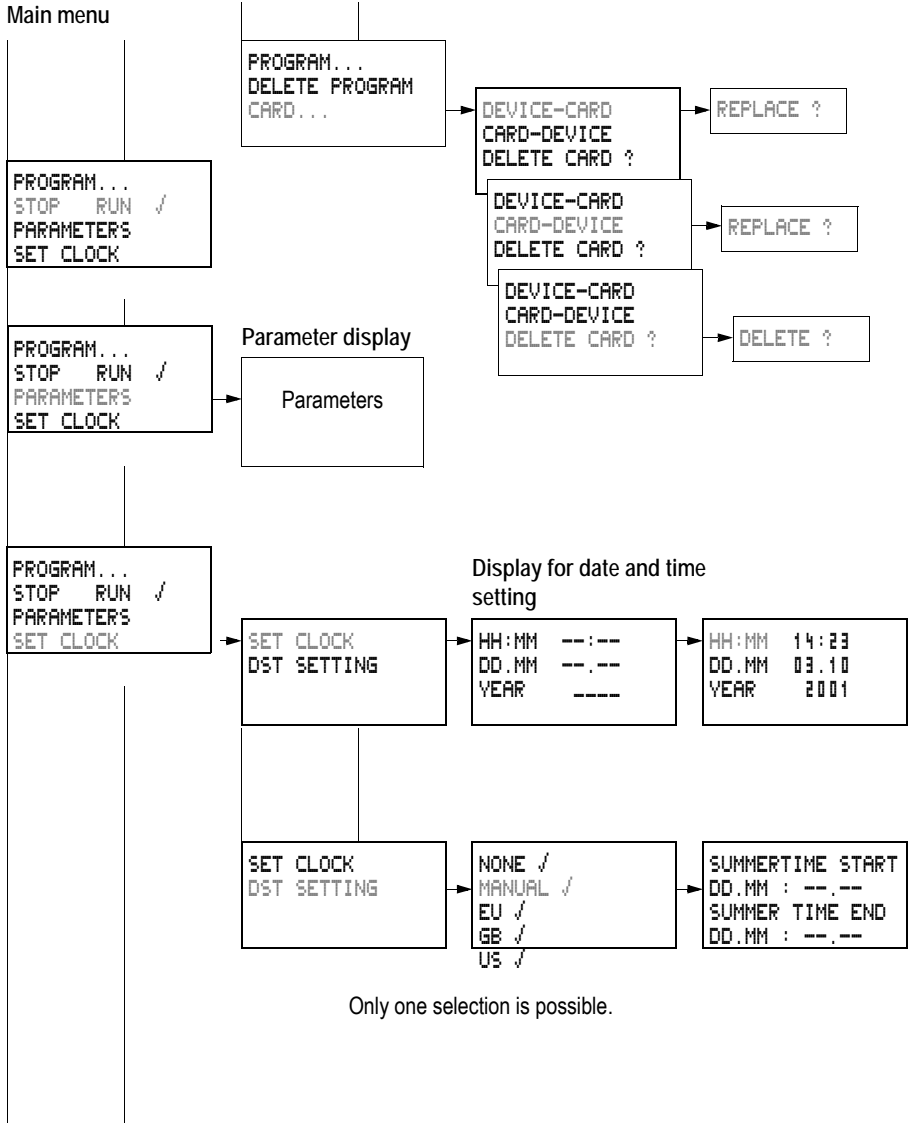 Main menu
PROGRAM...
DELETE PROGRAM
CARD...
DEVICE-CARD
CARD-DEVICE
DELETE CARD ?
REPLACE ?
DEVICE-CARD
CARD-DEVICE
DELETE CARD ?
REPLACE ?
DEVICE-CARD
CARD-DEVICE
DELETE CARD ?
DELETE ?
PROGRAM...
STOP RUN √
PARAMETERS
SET CLOCK
PROGRAM...
STOP RUN √
PARAMETERS
SET CLOCK
Parameter display
Parameters
PROGRAM...
STOP RUN √
PARAMETERS
SET CLOCK
SET CLOCK
DST SETTING
Display for date and time
setting
HH:MM --:--
DD.MM --.--
YEAR ____
HH:MM 14:23
DD.MM 03.10
YEAR 2001
SET CLOCK
DST SETTING
NONE √
MANUAL √
EU √
GB √
US √
SUMMERTIME START
DD.MM : --.--
SUMMER TIME END
DD.MM : --.--
Only one selection is possible.